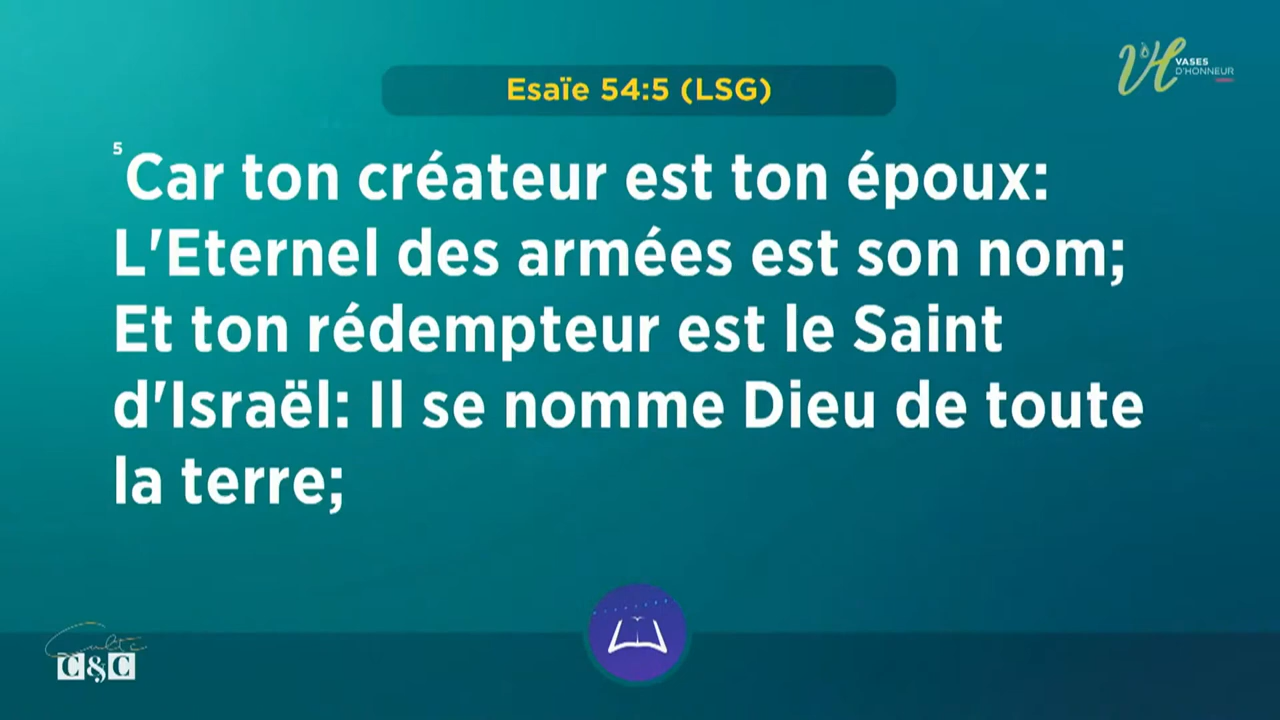 VASES
D'HONNEUR
Esaïe 54:5 (LSG)
5 Car ton créateur est ton époux:
L'Eternel des armées est son nom;
Et ton rédempteur est le Saint
d'Israël: Il se nomme Dieu de toute
la terre;
Culte
C&C